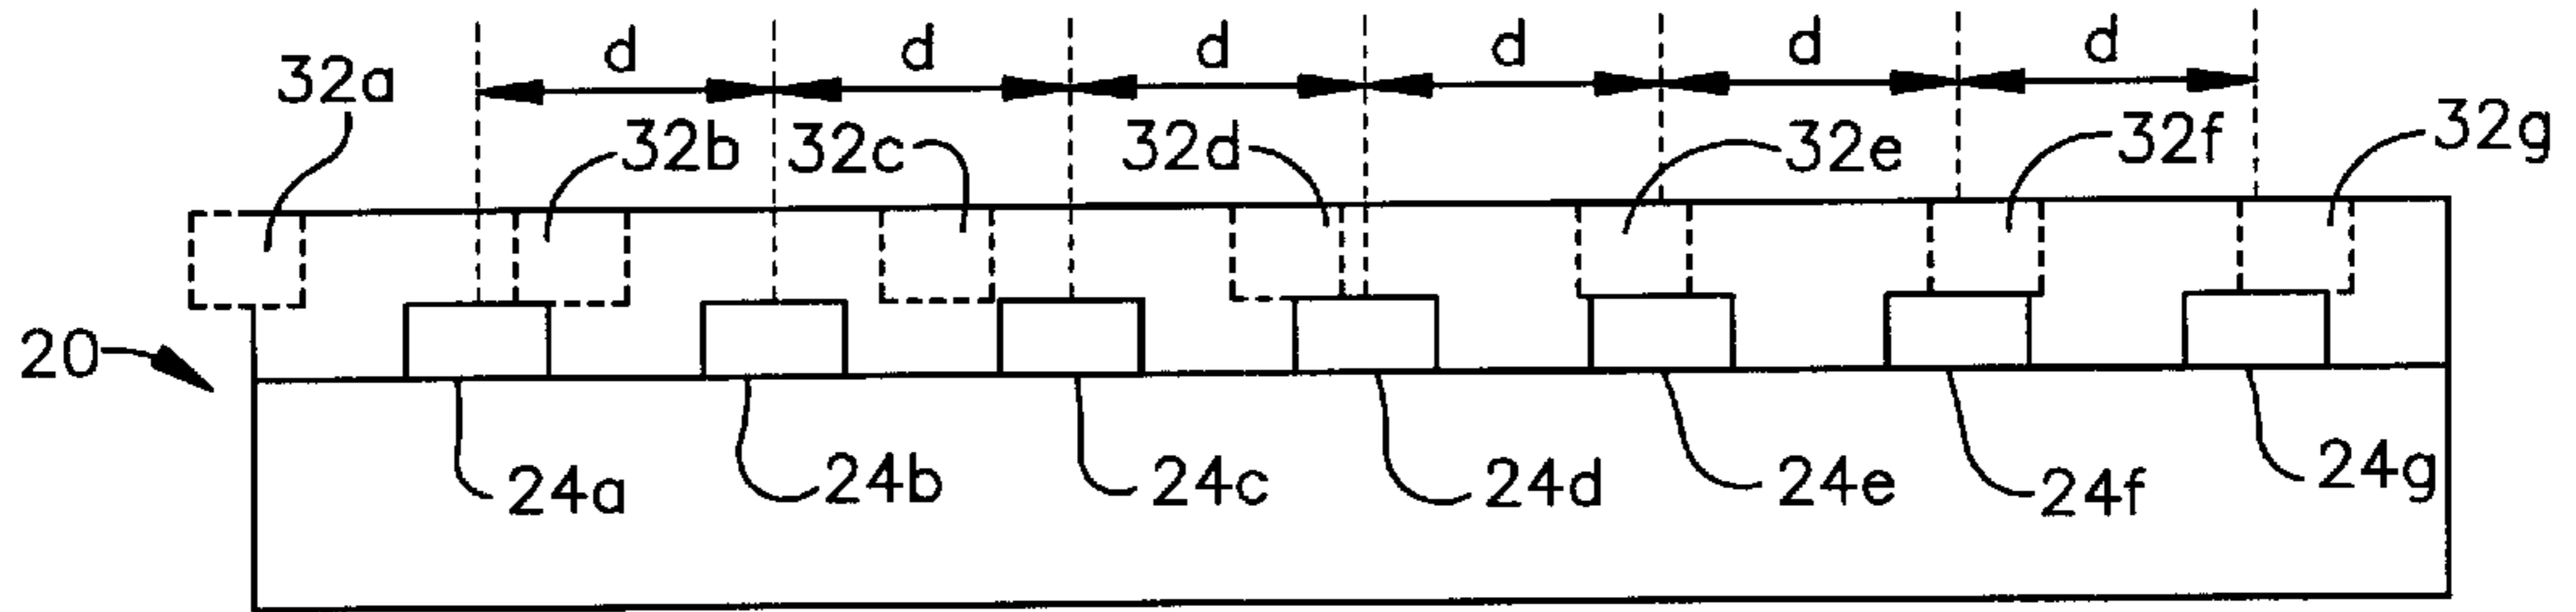 d d d d d d
32a 32b 32c 32d 32e 32f 32g
20
24a 24b 24c 24d 24e 24f 24g